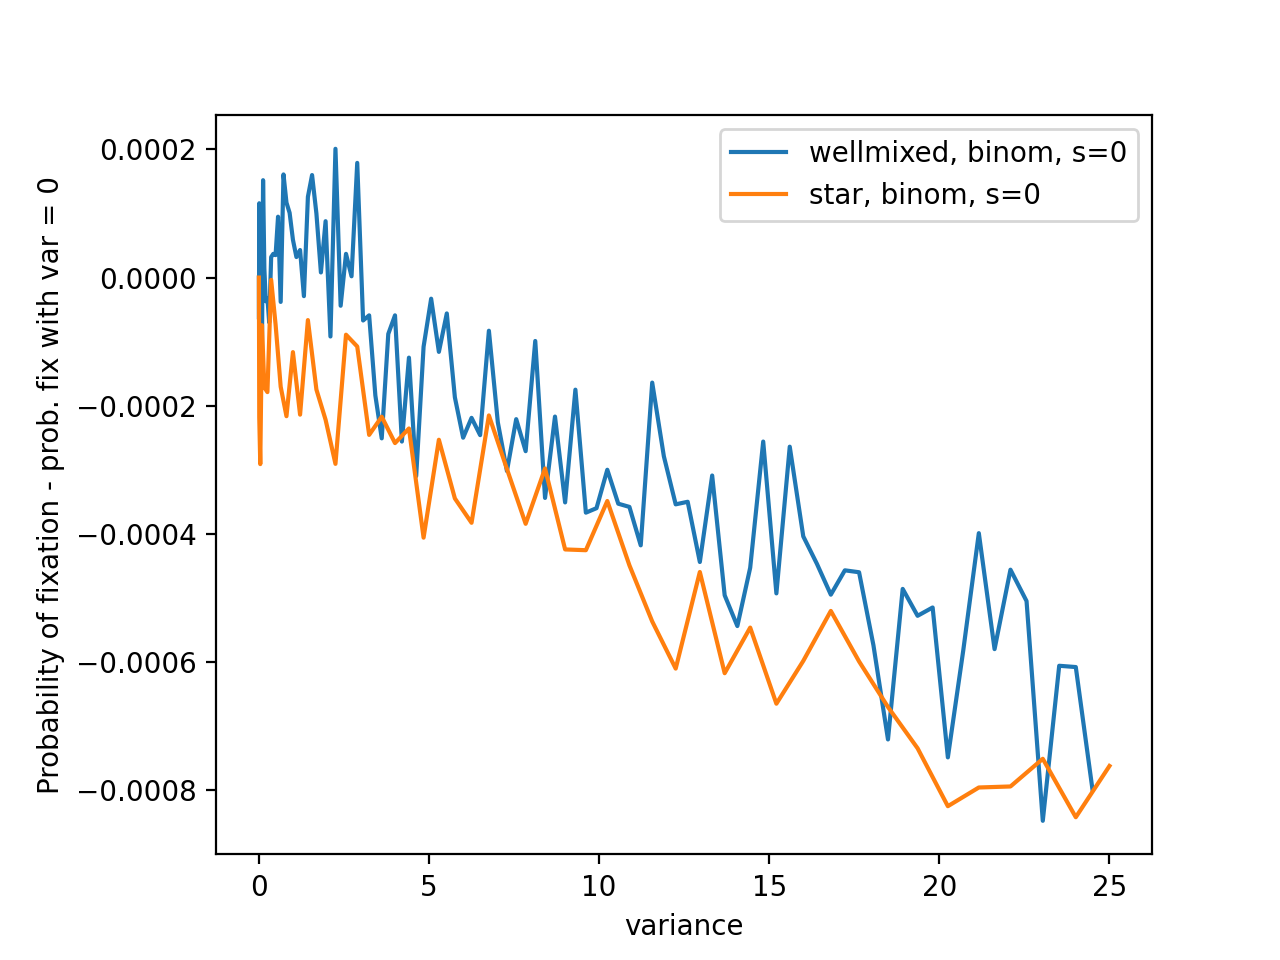 wellmixed, binom, s=0
star, binom, s=0
Probability of fixation - prob. fix with var = 0
0.0002
0.0000
−0.0002
−0.0004
−0.0006
−0.0008
0 5 10 15 20 25
variance